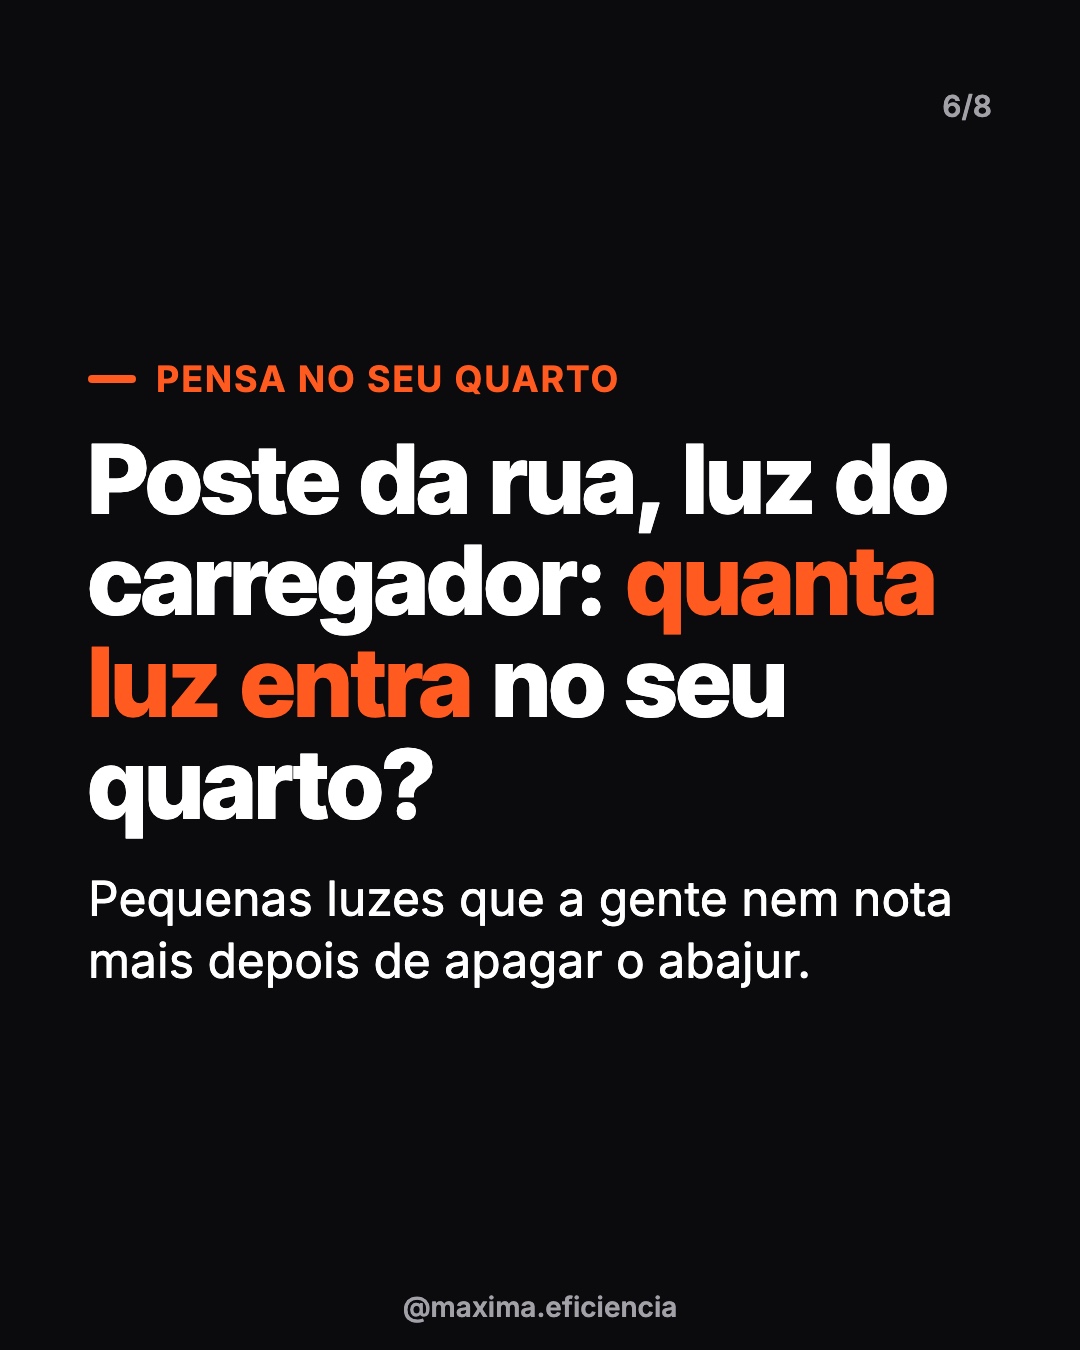 6/8
PENSA NO SEU QUARTO
Poste da rua, luz do
carregador: quanta
luz entra no seu
quarto?
Pequenas luzes que a gente nem nota
mais depois de apagar o abajur.
@maxima.eficiencia